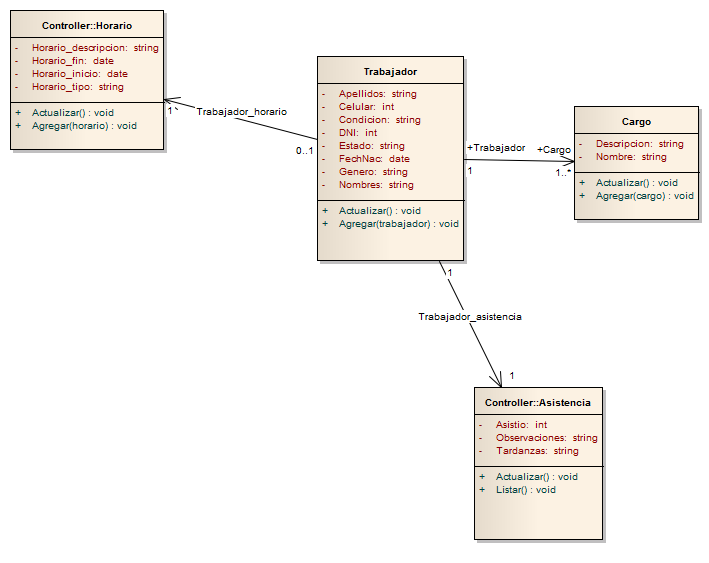 Controller::Horario
- Horario_descripcion: string
- Horario_fin: date
- Horario_inicio: date
- Horario_tipo: string
+ Actualizar() : void
+ Agregar(horario) : void
1`
Trabajador_horario
0..1
Trabajador
- Apellidos: string
- Celular: int
- Condicion: string
- DNI: int
- Estado: string
- FechNac: date
- Genero: string
- Nombres: string
+ Actualizar() : void
+ Agregar(trabajador) : void
+Trabajador
1
+Cargo
1..*
Cargo
- Descripcion: string
- Nombre: string
+ Actualizar() : void
+ Agregar(cargo) : void
1
Trabajador_asistencia
1
Controller::Asistencia
- Asistio: int
- Observaciones: string
- Tardanzas: string
+ Actualizar() : void
+ Listar() : void